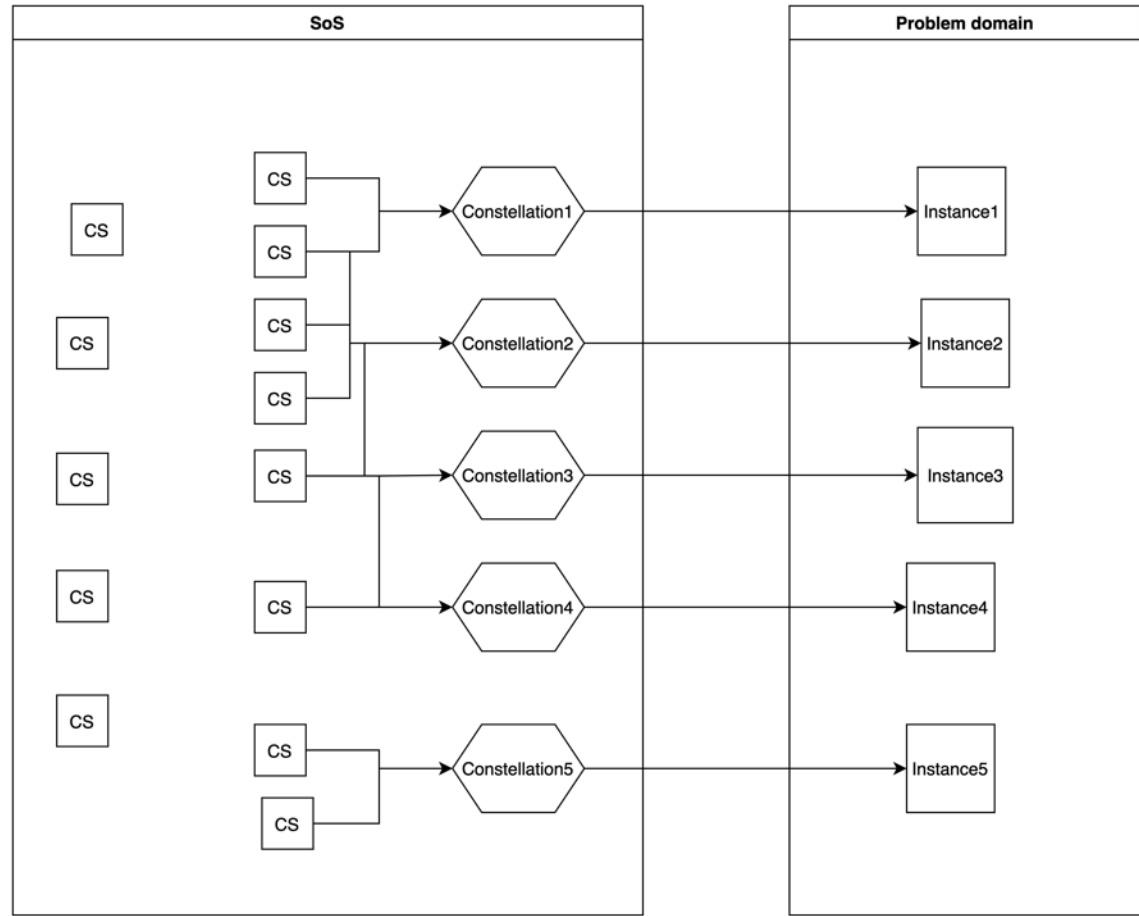 SoS
Problem domain
CS
CS
CS
CS
CS
CS
CS
CS
CS
CS
CS
CS
CS
Constellation1
Constellation2
Constellation3
Constellation4
Constellation5
Instance1
Instance2
Instance3
Instance4
Instance5